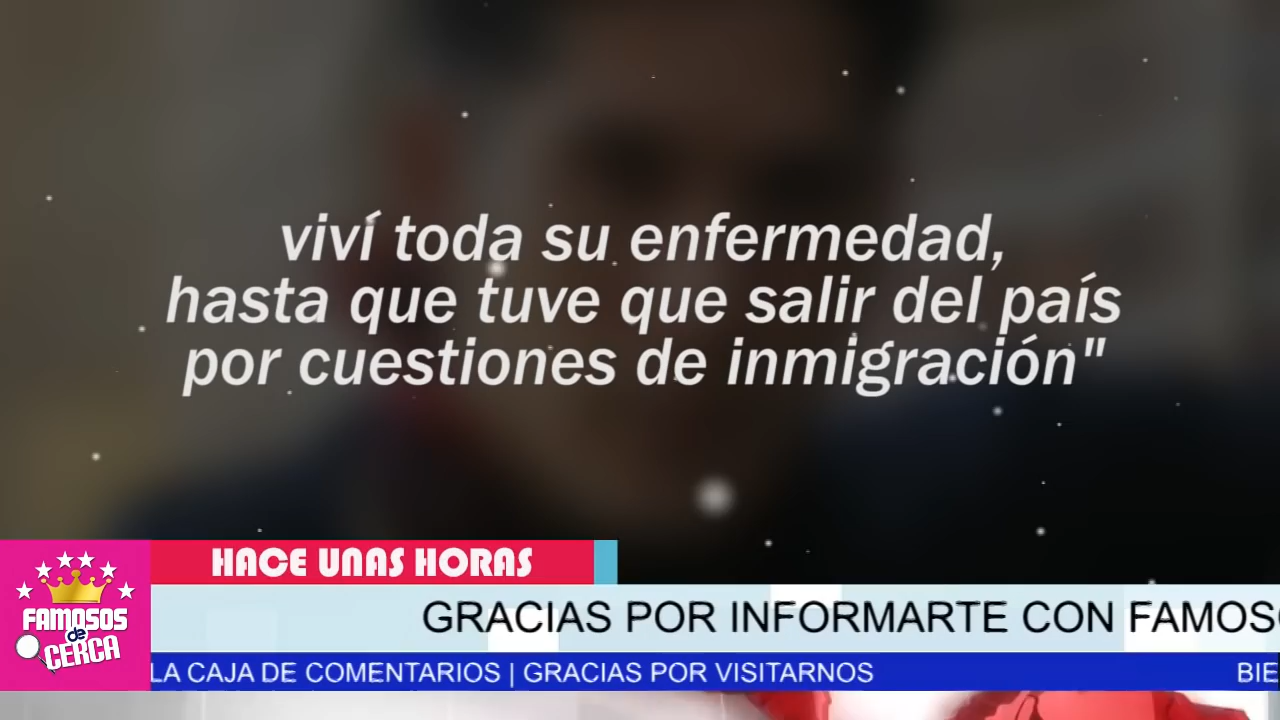 viví toda su enfermedad,
hasta que tuve que salir del país
por cuestiones de inmigración"
HACE UNAS HORAS
GRACIAS POR INFORMARTE CON FAMOSO
FAMOSOS
de
CERCA
LA CAJA DE COMENTARIOS | GRACIAS POR VISITARNOS
BIE